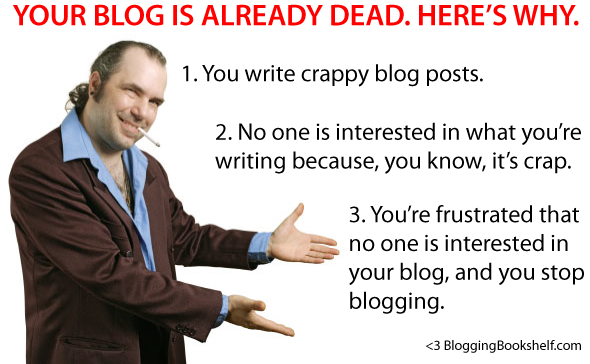 YOUR BLOG IS ALREADY DEAD. HERE'S WHY.
1. You write crappy blog posts.
2. No one is interested in what you're
writing because, you know, it's crap.
3. You're frustrated that
no one is interested in
your blog, and you stop
blogging.
<3 BloggingBookshelf.com